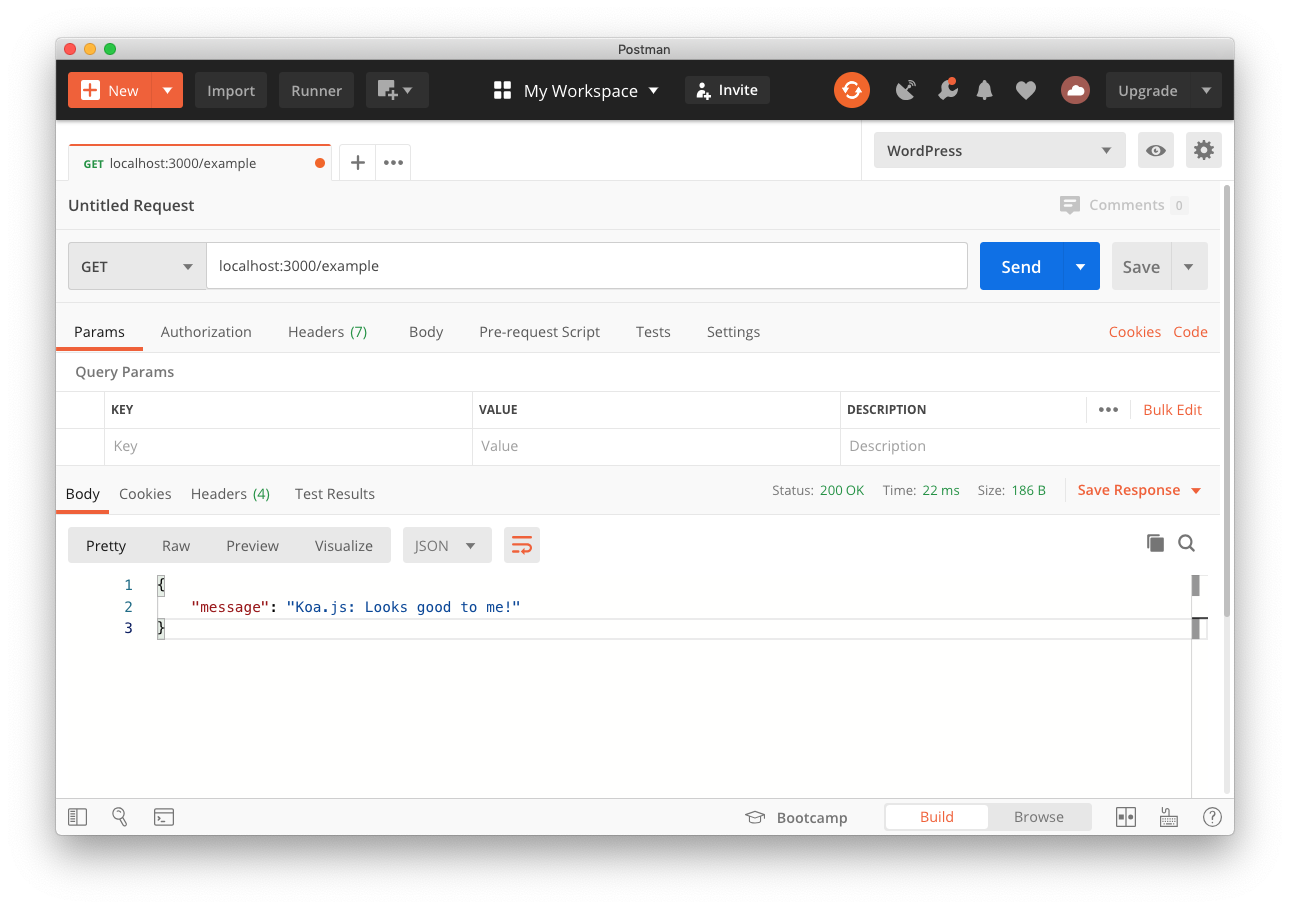 Postman
New Import Runner My Workspace Invite Upgrade
GET localhost:3000/example WordPress
Untitled Request Comments 0
GET localhost:3000/example Send Save
Params Authorization Headers (7) Body Pre-request Script Tests Settings Cookies Code
Query Params
KEY VALUE DESCRIPTION Bulk Edit
Key Value Description
Body Cookies Headers (4) Test Results Status: 200 OK Time: 22 ms Size: 186 B Save Response
Pretty Raw Preview Visualize JSON
1 {
2 "message": "Koa.js: Looks good to me!"
3 }
Bootcamp Build Browse